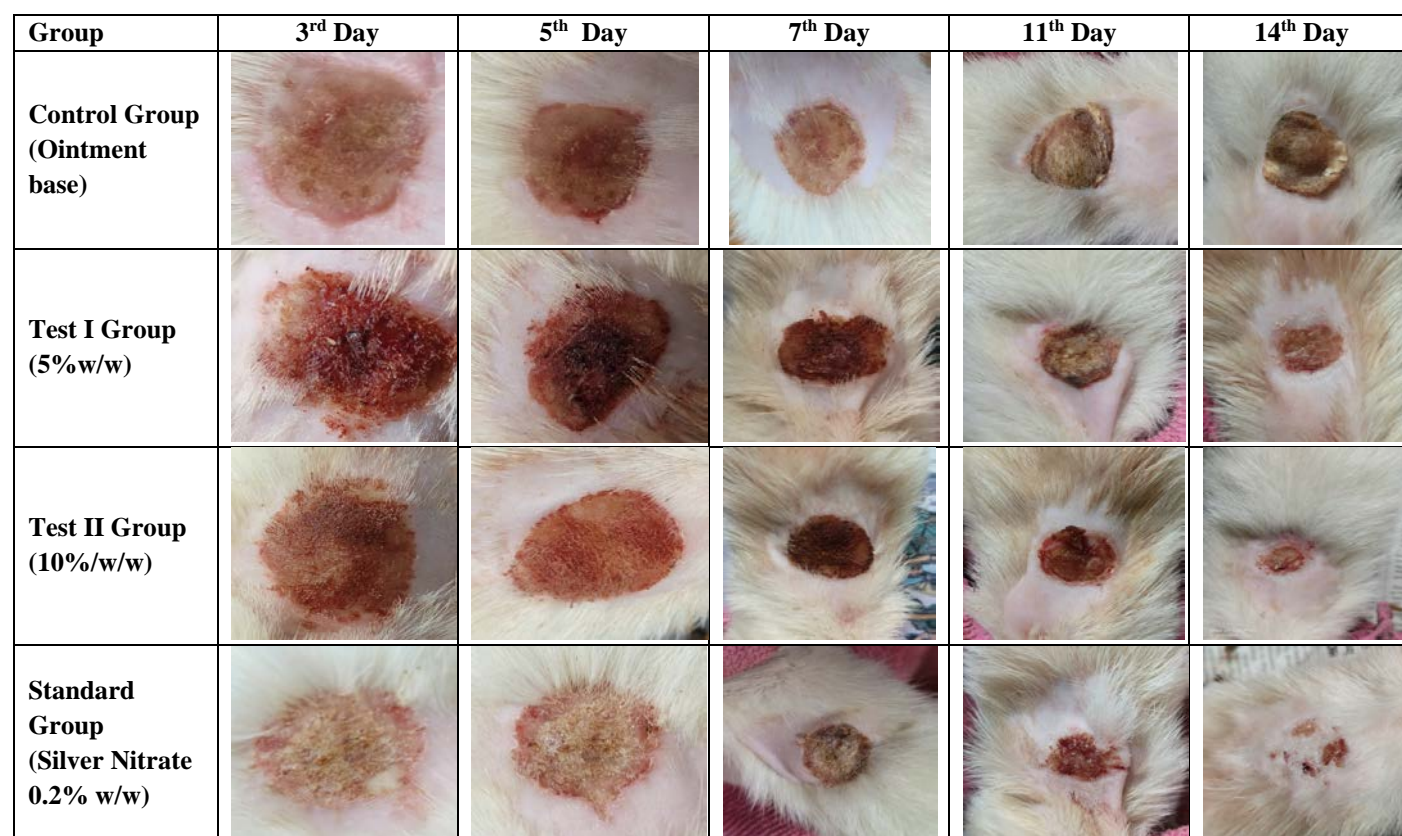 Group 3rd Day 5th Day 7th Day 11th Day 14th Day
Control Group
(Ointment
base)
Test I Group
(5%w/w)
Test II Group
(10%/w/w)
Standard
Group
(Silver Nitrate
0.2% w/w)